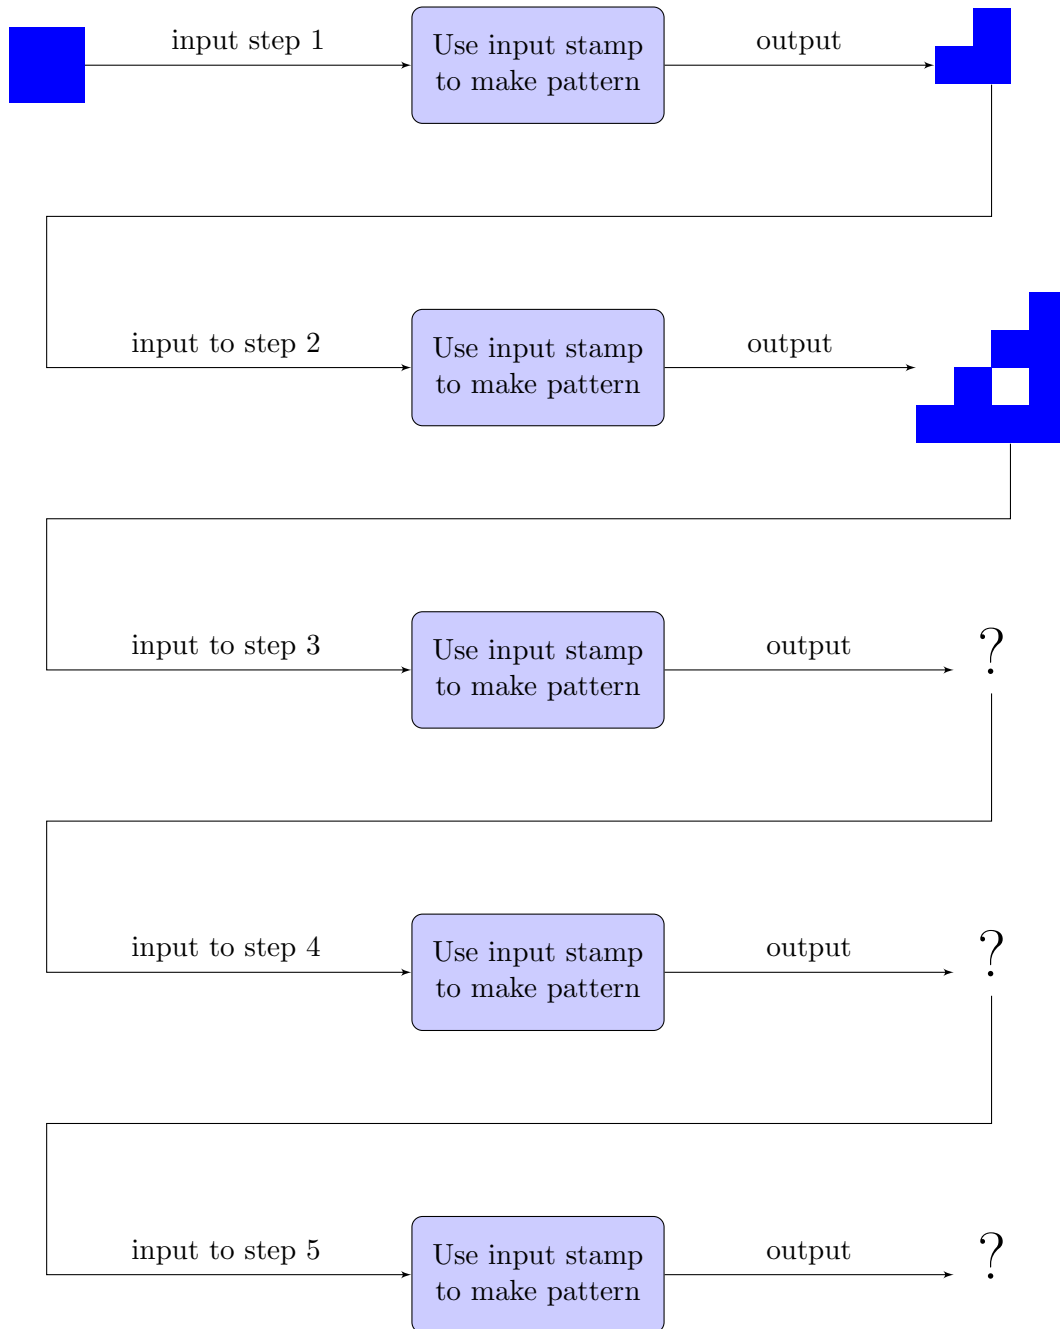 input step 1
Use input stamp
to make pattern
output
input to step 2
Use input stamp
to make pattern
output
input to step 3
Use input stamp
to make pattern
output
?
input to step 4
Use input stamp
to make pattern
output
?
input to step 5
Use input stamp
to make pattern
output
?